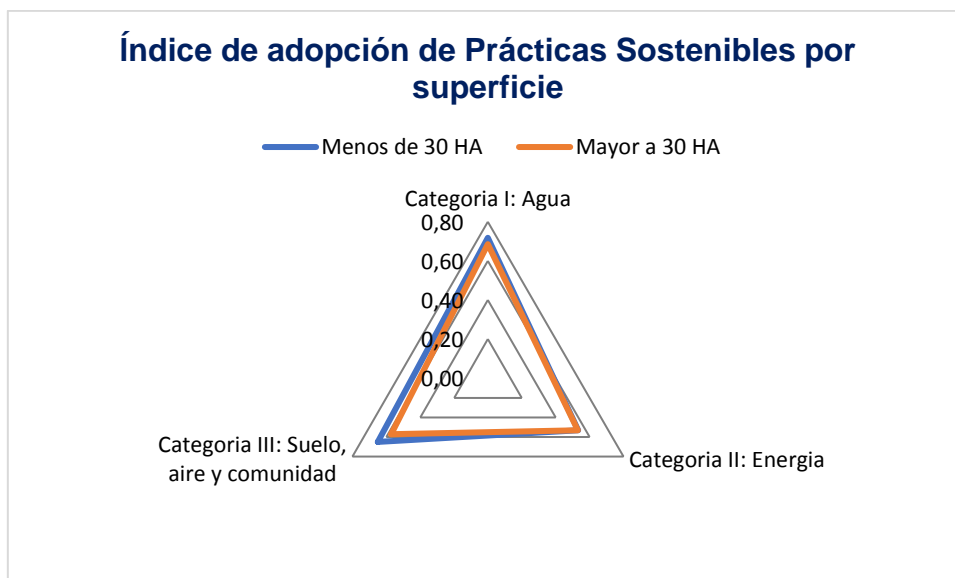 Índice de adopción de Prácticas Sostenibles por
superficie
Menos de 30 HA
Mayor a 30 HA
Categoria I: Agua
0,80
0,60
0,40
0,20
0,00
Categoria III: Suelo,
aire y comunidad
Categoria II: Energia